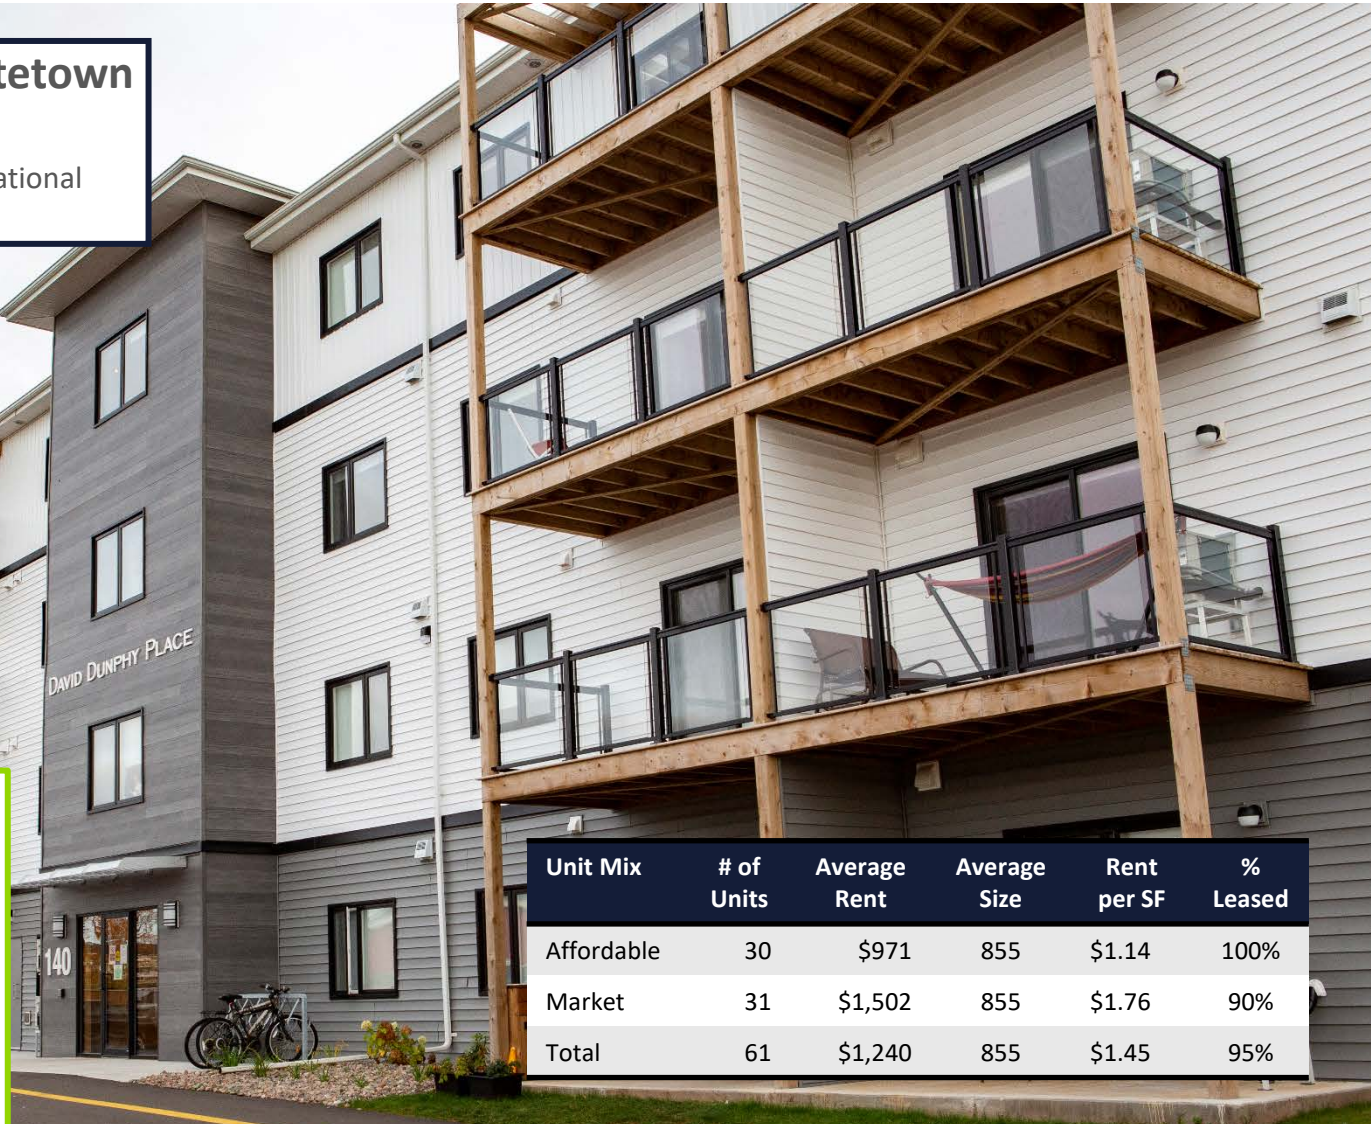 tetown
ational
DAVID DUNPHY PLACE
140
Unit Mix # of Units Average Rent Average Size Rent per SF % Leased
Affordable 30 $971 855 $1.14 100%
Market 31 $1,502 855 $1.76 90%
Total 61 $1,240 855 $1.45 95%